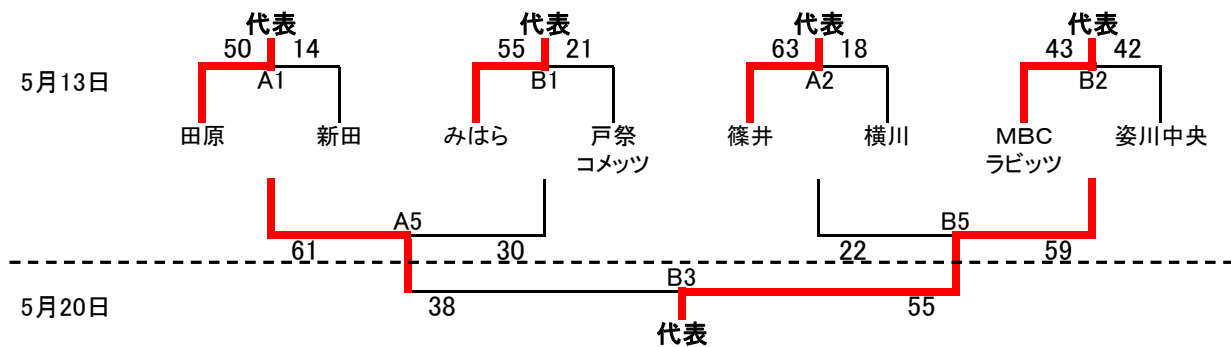 代表 代表 代表 代表
50 14 55 21 63 18 43 42
5月13日 A1 B1 A2 B2
田原 新田 みはら 戸祭 篠井 横川 MBC 姿川中央
コメッツ ラビッツ
A5 B5
61 30 22 59
B3
5月20日 38 55
代表